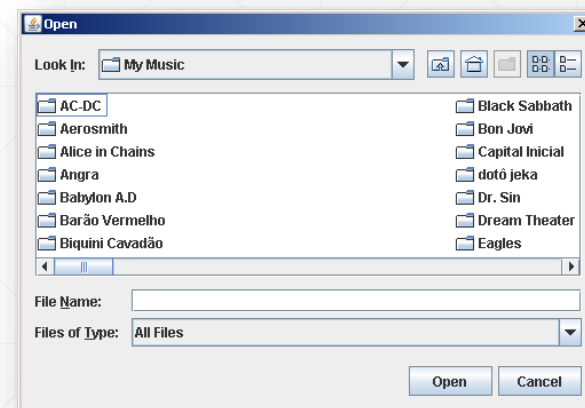 Open
Look In: My Music
AC-DC
Aerosmith
Alice in Chains
Angra
Babylon A.D
Barão Vermelho
Biquini Cavadão
Black Sabbath
Bon Jovi
Capital Inicial
dotô jeka
Dr. Sin
Dream Theater
Eagles
File Name:
Files of Type: All Files
Open Cancel